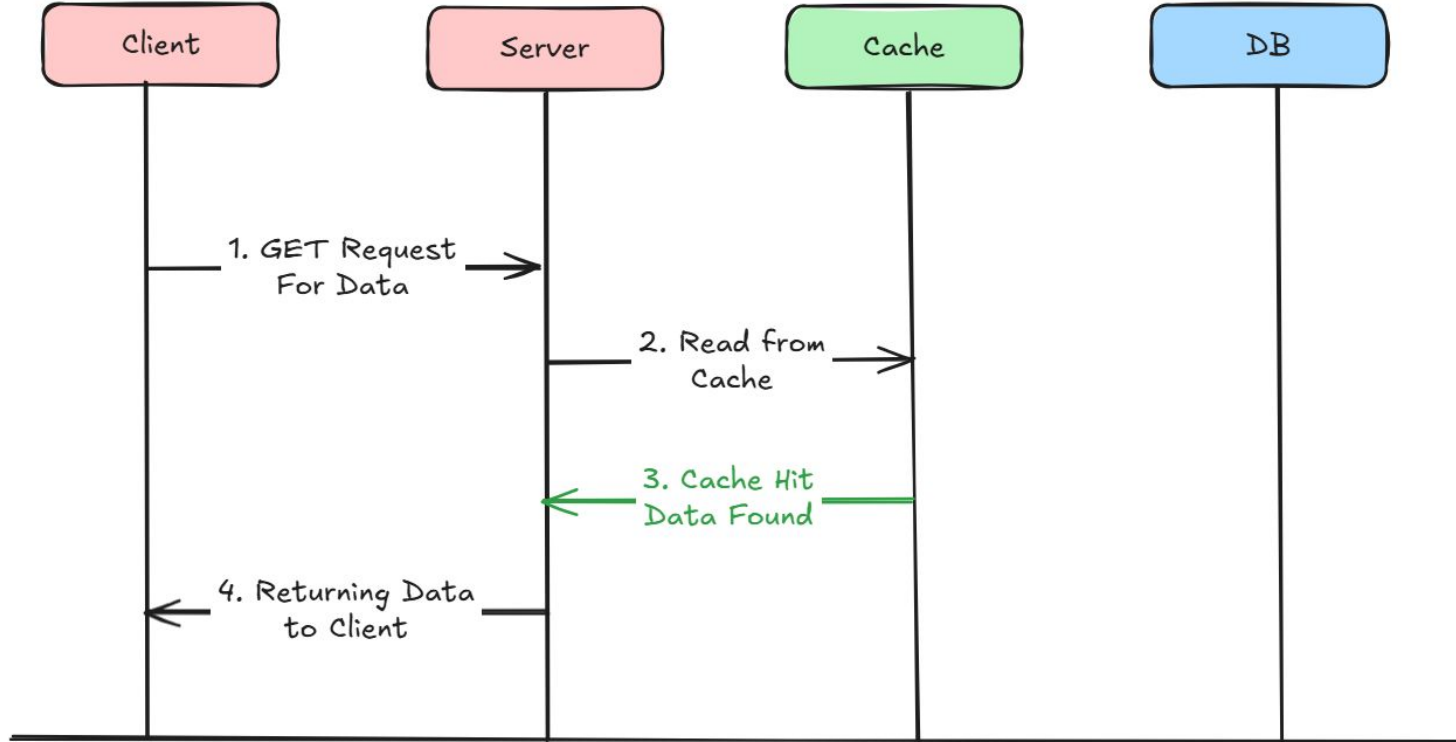 Client
Server
Cache
DB
1. GET Request
For Data
2. Read from
Cache
3. Cache Hit
Data Found
4. Returning Data
to Client